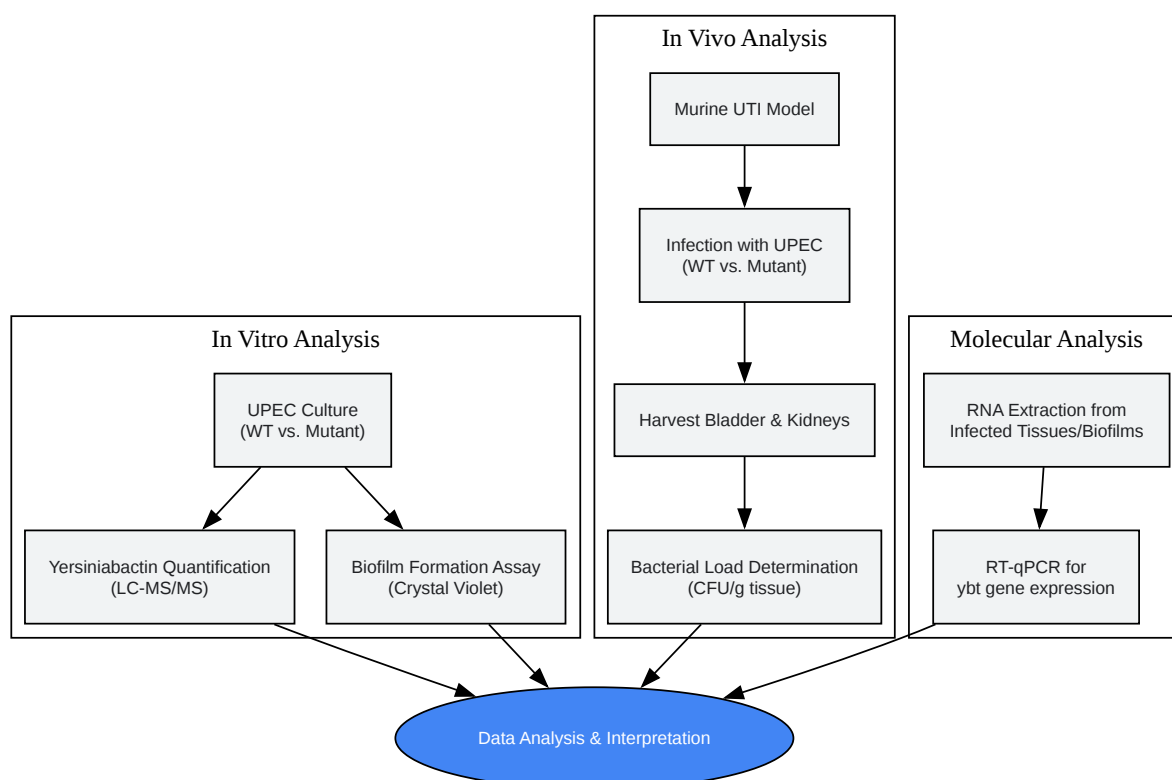 In Vivo Analysis
Murine UTI Model
Infection with UPEC
(WT vs. Mutant)
Harvest Bladder & Kidneys
Bacterial Load Determination
(CFU/g tissue)
In Vitro Analysis
UPEC Culture
(WT vs. Mutant)
Yersiniabactin Quantification
(LC-MS/MS)
Biofilm Formation Assay
(Crystal Violet)
Molecular Analysis
RNA Extraction from
Infected Tissues/Biofilms
RT-qPCR for
ybt gene expression
Data Analysis & Interpretation